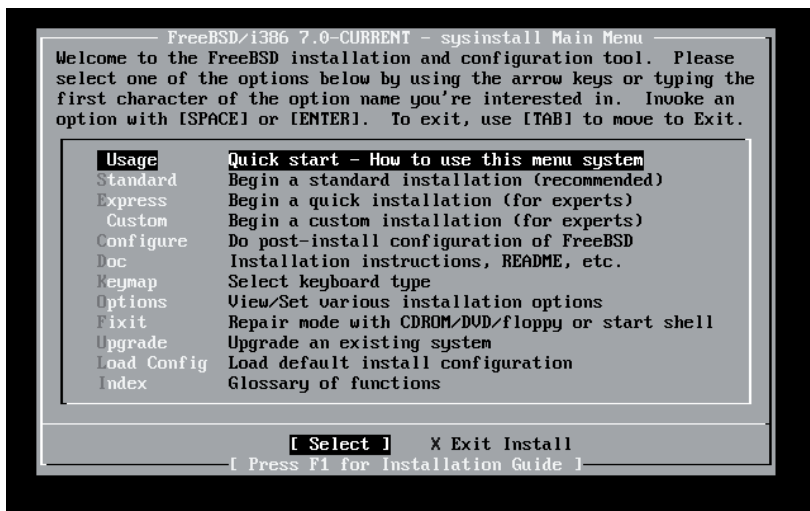 FreeBSD/i386 7.0-CURRENT - sysinstall Main Menu
Welcome to the FreeBSD installation and configuration tool.  Please
select one of the options below by using the arrow keys or typing the
first character of the option name you're interested in.  Invoke an
option with [SPACE] or [ENTER].  To exit, use [TAB] to move to Exit.
Usage Quick start - How to use this menu system
Standard Begin a standard installation (recommended)
Express Begin a quick installation (for experts)
Custom Begin a custom installation (for experts)
Configure Do post-install configuration of FreeBSD
Doc Installation instructions, README, etc.
Keymap Select keyboard type
Options View/Set various installation options
Fixit Repair mode with CDROM/DVD/floppy or start shell
Upgrade Upgrade an existing system
Load Config Load default install configuration
Index Glossary of functions
[ Select ] X Exit Install
[ Press F1 for Installation Guide ]